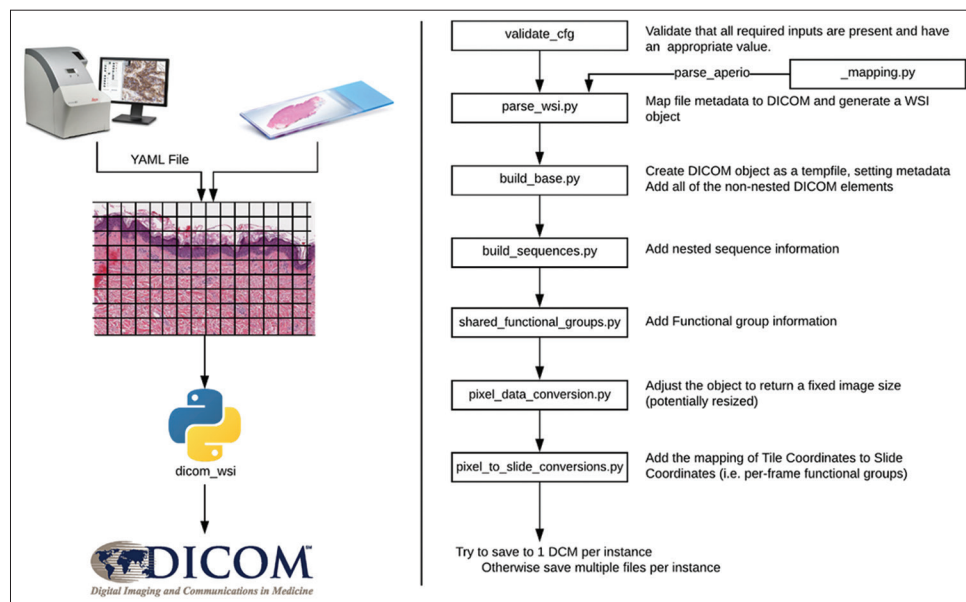 YAML File
dicom_wsi
DICOM
SM
Digital Imaging and Communications in Medicine
validate_cfg
Validate that all required inputs are present and have
an appropriate value.
parse_aperio
_mapping.py
parse_wsi.py
Map file metadata to DICOM and generate a WSI
object
build_base.py
Create DICOM object as a tempfile, setting metadata
Add all of the non-nested DICOM elements
build_sequences.py
Add nested sequence information
shared_functional_groups.py
Add Functional group information
pixel_data_conversion.py
Adjust the object to return a fixed image size
(potentially resized)
pixel_to_slide_conversions.py
Add the mapping of Tile Coordinates to Slide
Coordinates (i.e. per-frame functional groups)
Try to save to 1 DCM per instance
Otherwise save multiple files per instance